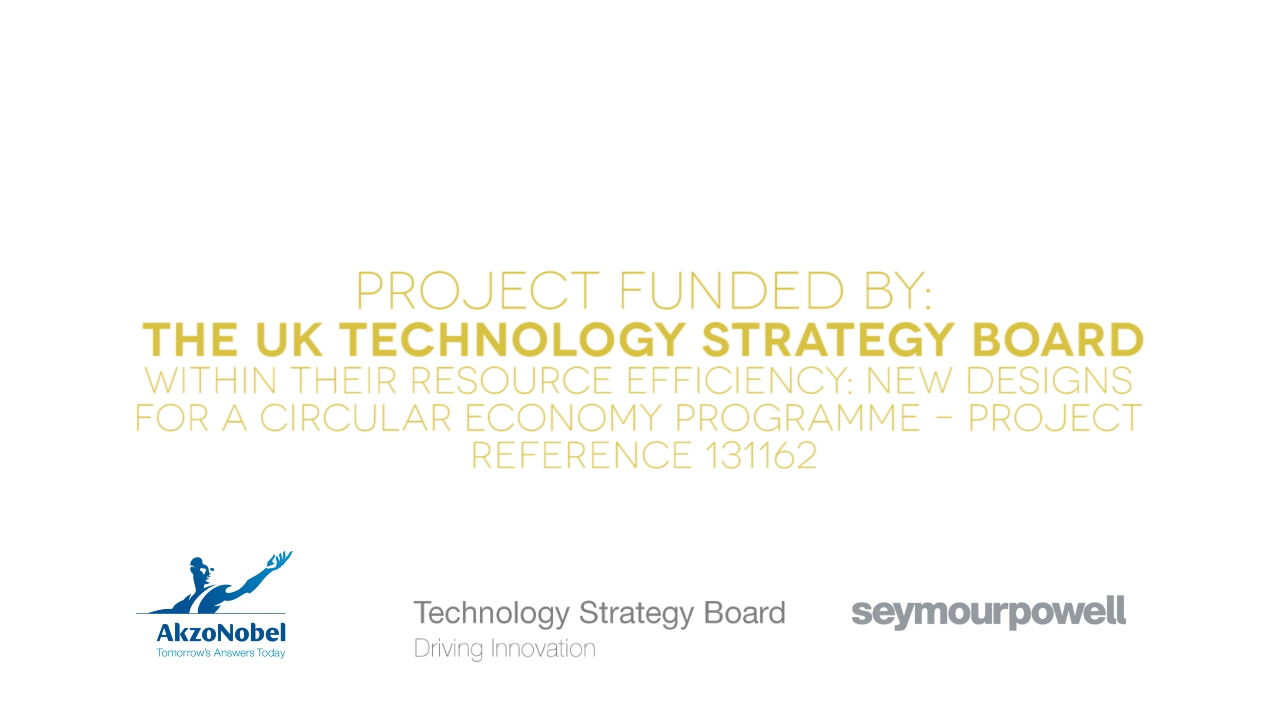 PROJECT FUNDED BY:
THE UK TECHNOLOGY STRATEGY BOARD
WITHIN THEIR RESOURCE EFFICIENCY: NEW DESIGNS
FOR A CIRCULAR ECONOMY PROGRAMME – PROJECT
REFERENCE 131162
AkzoNobel
Tomorrow's Answers Today
Technology Strategy Board
Driving Innovation
seymourpowell